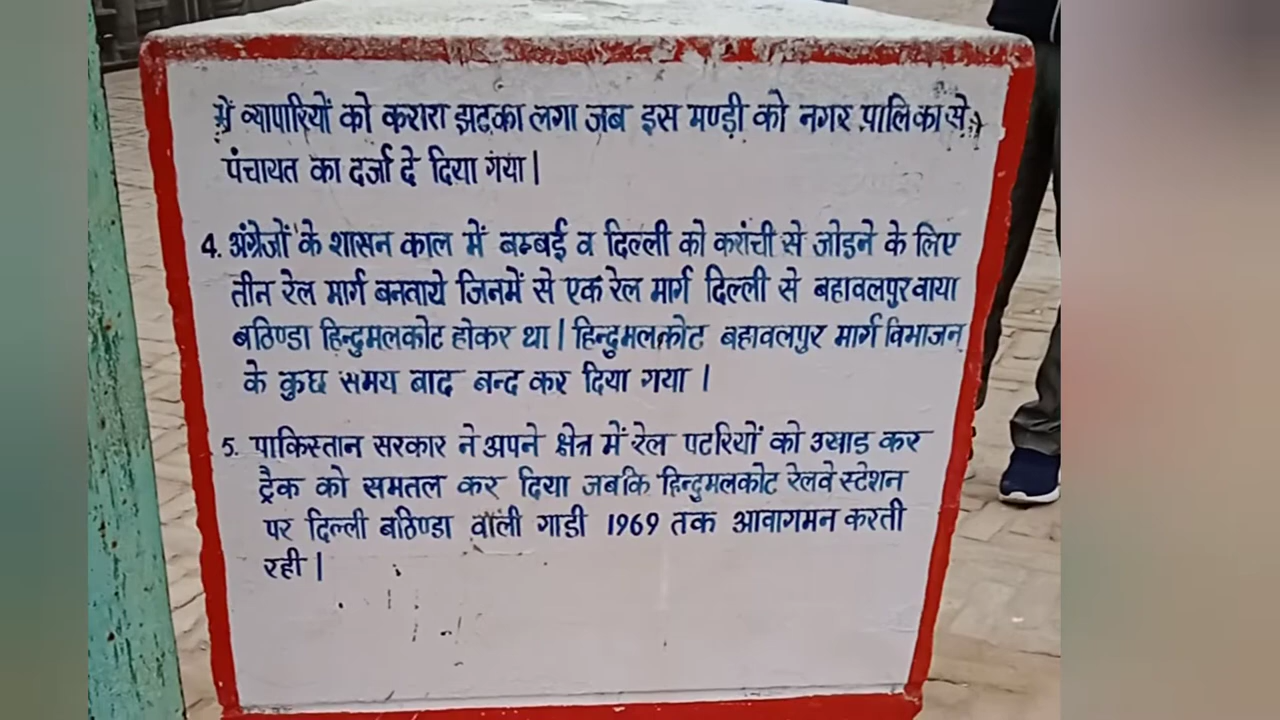 में व्यापारियों को करारा झटका लगा जब इस मण्ड़ी को नगर पालिका से
पंचायत का दर्जा दे दिया गया।
4. अंग्रेजों के शासन काल में बम्बई व दिल्ली को करांची से जोडने के लिए
तीन रेल मार्ग बनवाये जिनमें से एक रेल मार्ग दिल्ली से बहावलपुर वाया
बठिण्डा हिन्दुमलकोट होकर था। हिन्दुमलकोट बहावलपुर मार्ग विभाजन
के कुछ समय बाद बन्द कर दिया गया ।
5. पाकिस्तान सरकार ने अपने क्षेत्र में रेल पटरियों को उखाड कर
ट्रैक को समतल कर दिया जबकि हिन्दुमलकोट रेलवे स्टेशन
पर दिल्ली बठिण्डा वाली गाडी 1969 तक आवागमन करती
रही।